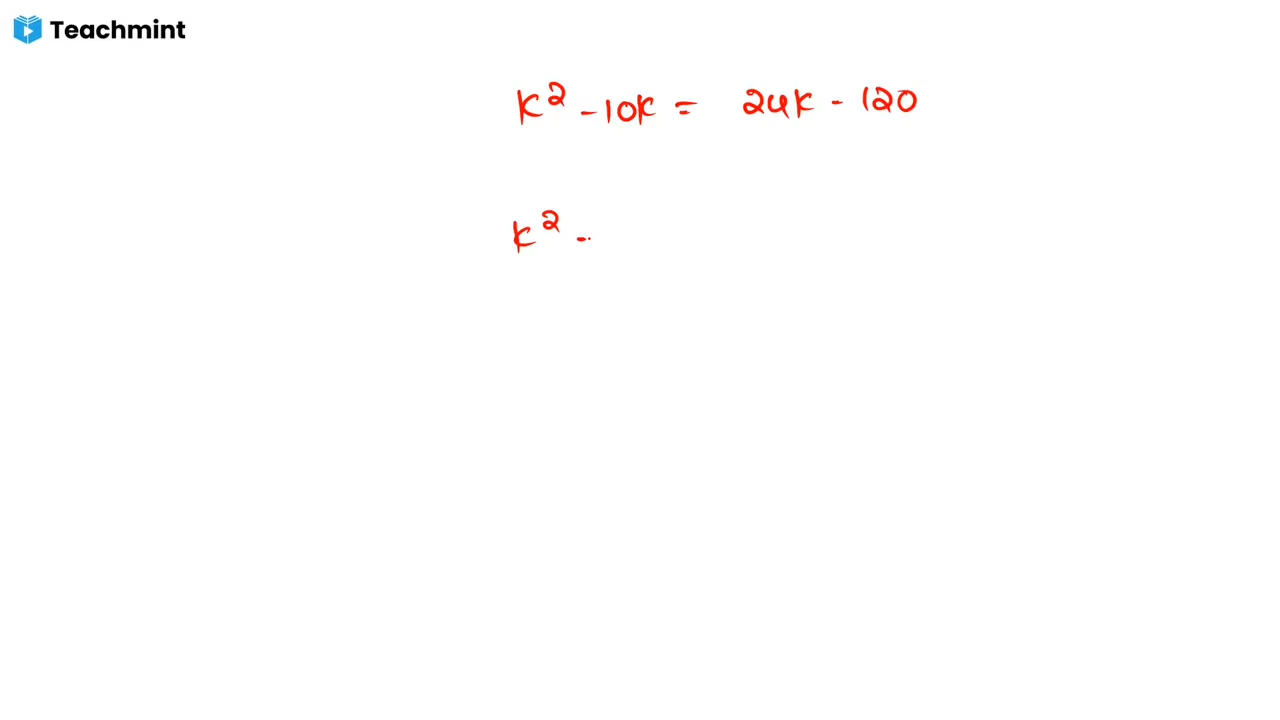 Teachmint
K² - 10K = 24K - 120
K² -